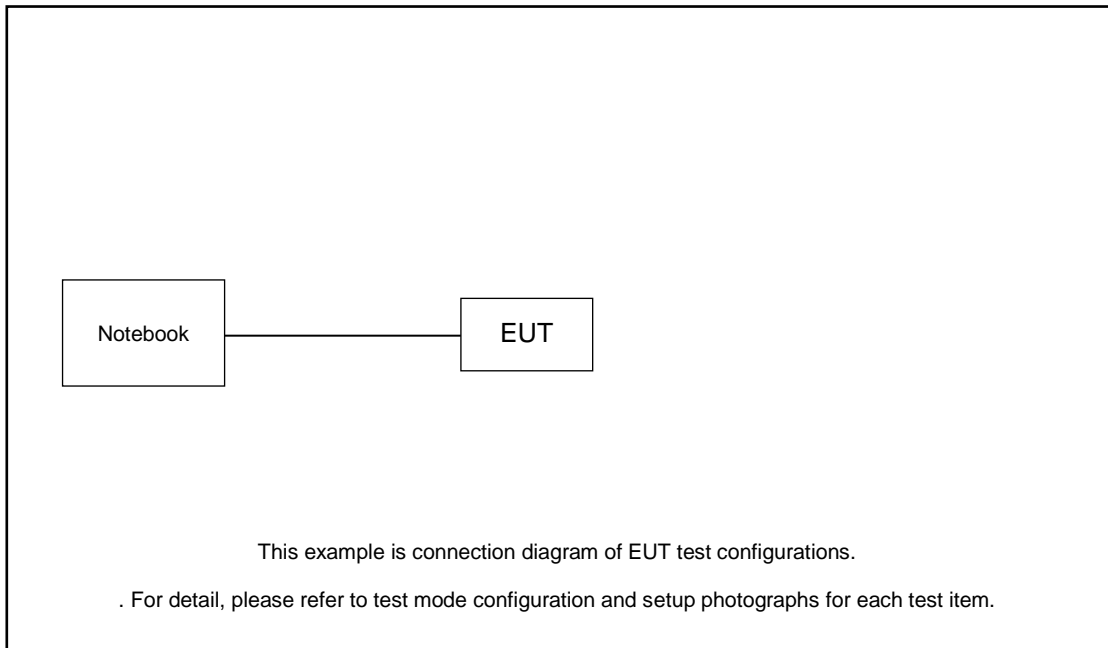 Notebook
EUT
This example is connection diagram of EUT test configurations.
. For detail, please refer to test mode configuration and setup photographs for each test item.